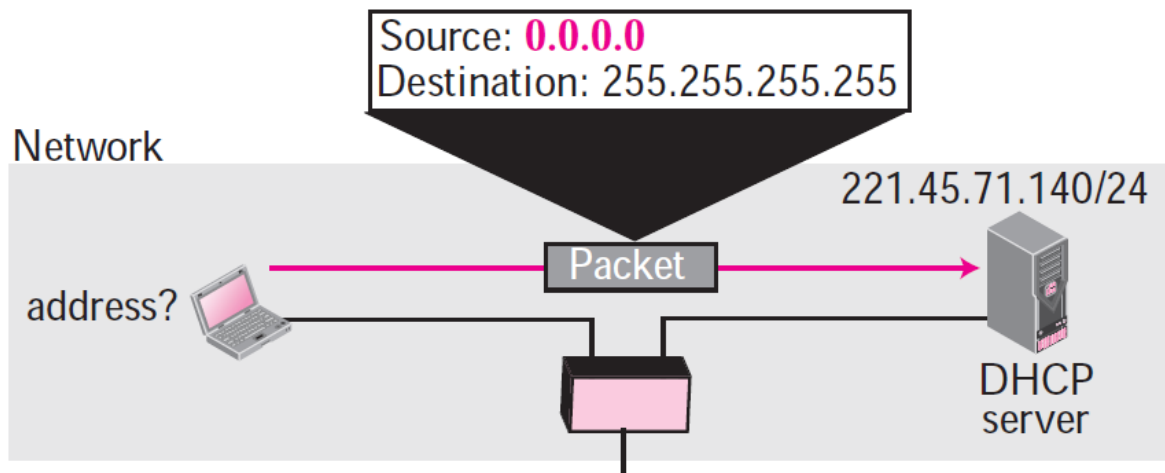 Source: 0.0.0.0
Destination: 255.255.255.255
Network
221.45.71.140/24
Packet
address?
DHCP
server